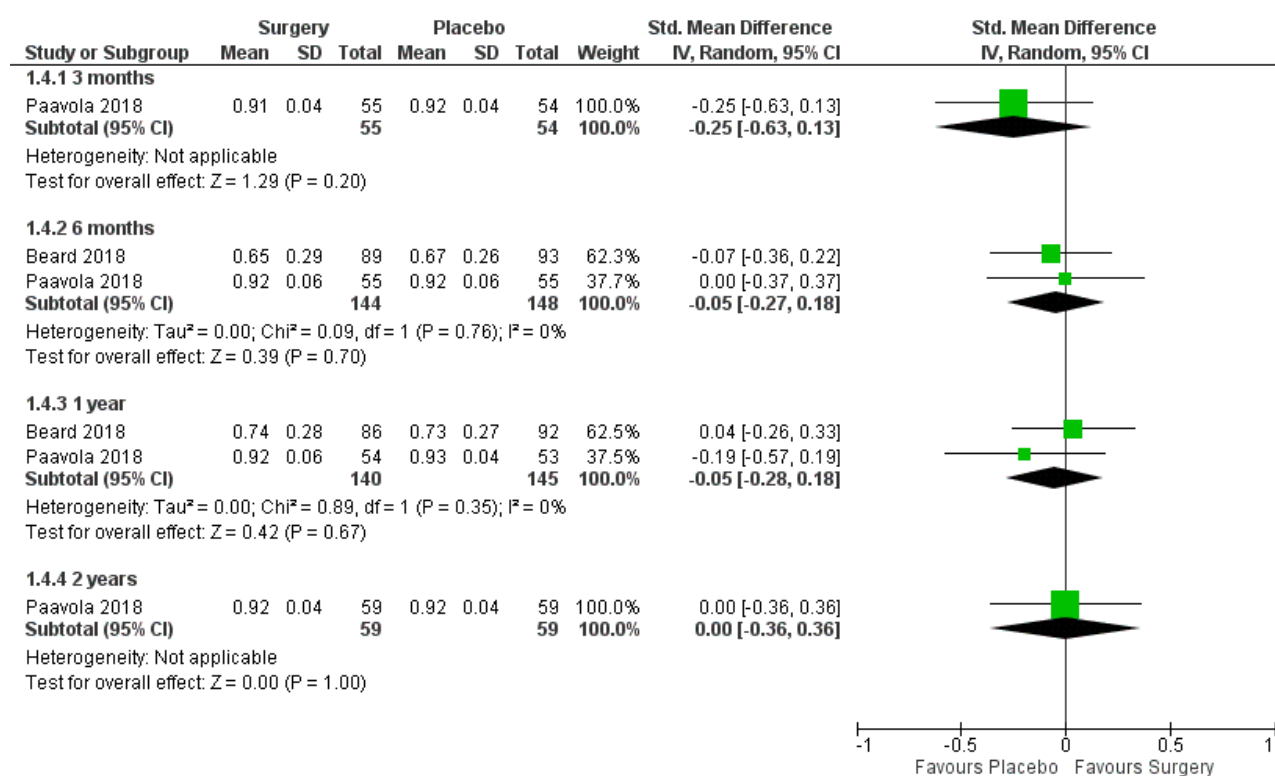 Surgery Placebo Std. Mean Difference Std. Mean Difference
Study or Subgroup Mean SD Total Mean SD Total Weight IV, Random, 95% CI IV, Random, 95% CI
1.4.1 3 months
Paavola 2018 0.91 0.04 55 0.92 0.04 54 100.0% -0.25 [-0.63, 0.13]
Subtotal (95% CI) 55 54 100.0% -0.25 [-0.63, 0.13]
Heterogeneity: Not applicable
Test for overall effect: Z = 1.29 (P = 0.20)
1.4.2 6 months
Beard 2018 0.65 0.29 89 0.67 0.26 93 62.3% -0.07 [-0.36, 0.22]
Paavola 2018 0.92 0.06 55 0.92 0.06 55 37.7% 0.00 [-0.37, 0.37]
Subtotal (95% CI) 144 148 100.0% -0.05 [-0.27, 0.18]
Heterogeneity: Tau² = 0.00; Chi² = 0.09, df = 1 (P = 0.76); I² = 0%
Test for overall effect: Z = 0.39 (P = 0.70)
1.4.3 1 year
Beard 2018 0.74 0.28 86 0.73 0.27 92 62.5% 0.04 [-0.26, 0.33]
Paavola 2018 0.92 0.06 54 0.93 0.04 53 37.5% -0.19 [-0.57, 0.19]
Subtotal (95% CI) 140 145 100.0% -0.05 [-0.28, 0.18]
Heterogeneity: Tau² = 0.00; Chi² = 0.89, df = 1 (P = 0.35); I² = 0%
Test for overall effect: Z = 0.42 (P = 0.67)
1.4.4 2 years
Paavola 2018 0.92 0.04 59 0.92 0.04 59 100.0% 0.00 [-0.36, 0.36]
Subtotal (95% CI) 59 59 100.0% 0.00 [-0.36, 0.36]
Heterogeneity: Not applicable
Test for overall effect: Z = 0.00 (P = 1.00)
-1 -0.5 0 0.5 1
Favours Placebo Favours Surgery